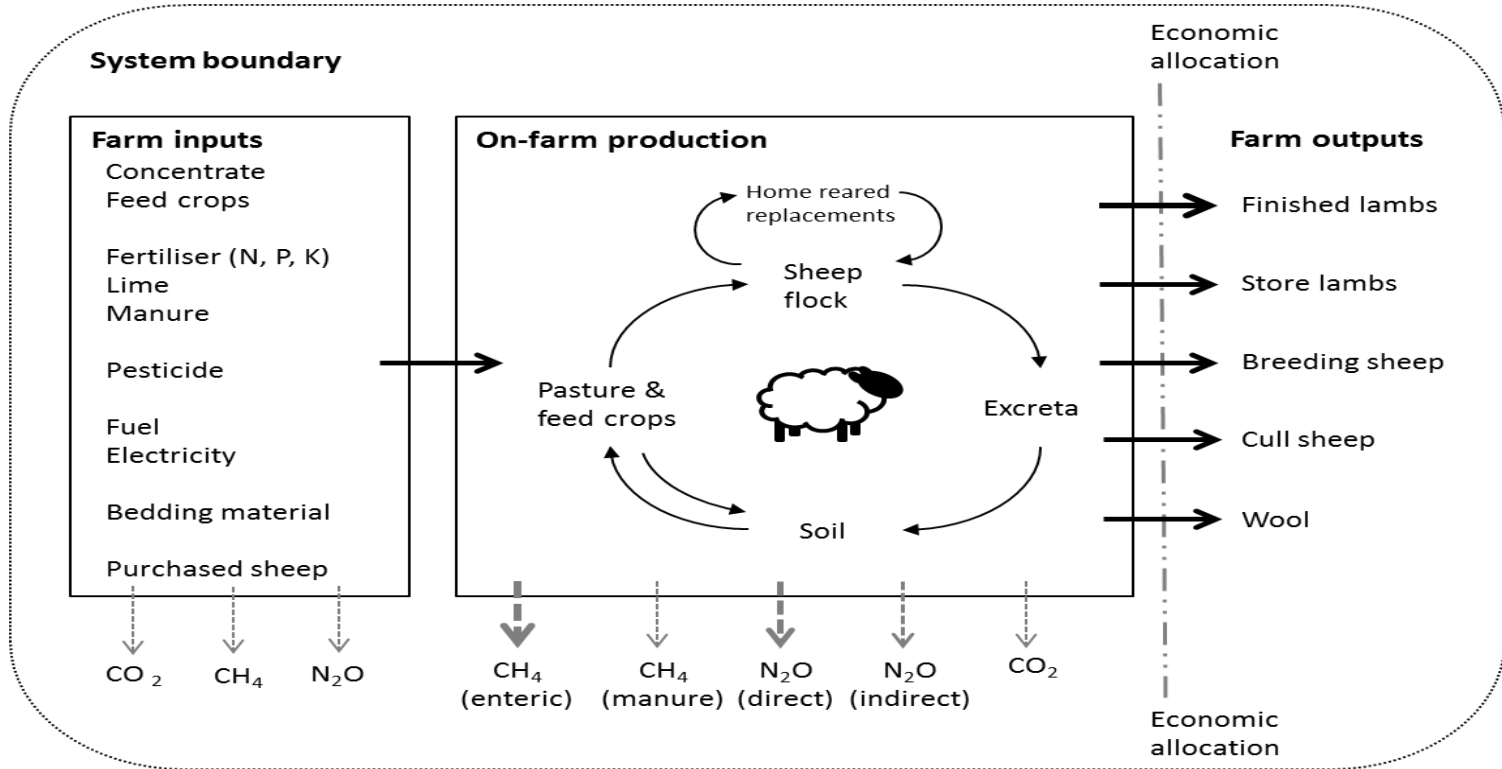 Economic
allocation
System boundary
Farm inputs
Concentrate
Feed crops
Fertiliser (N, P, K)
Lime
Manure
Pesticide
Fuel
Electricity
Bedding material
Purchased sheep
CO₂
CH₄
N₂O
On-farm production
Home reared
replacements
Sheep
flock
Pasture &
feed crops
Excreta
Soil
CH₄
(enteric)
CH₄
(manure)
N₂O
(direct)
N₂O
(indirect)
CO₂
Farm outputs
Finished lambs
Store lambs
Breeding sheep
Cull sheep
Wool
Economic
allocation